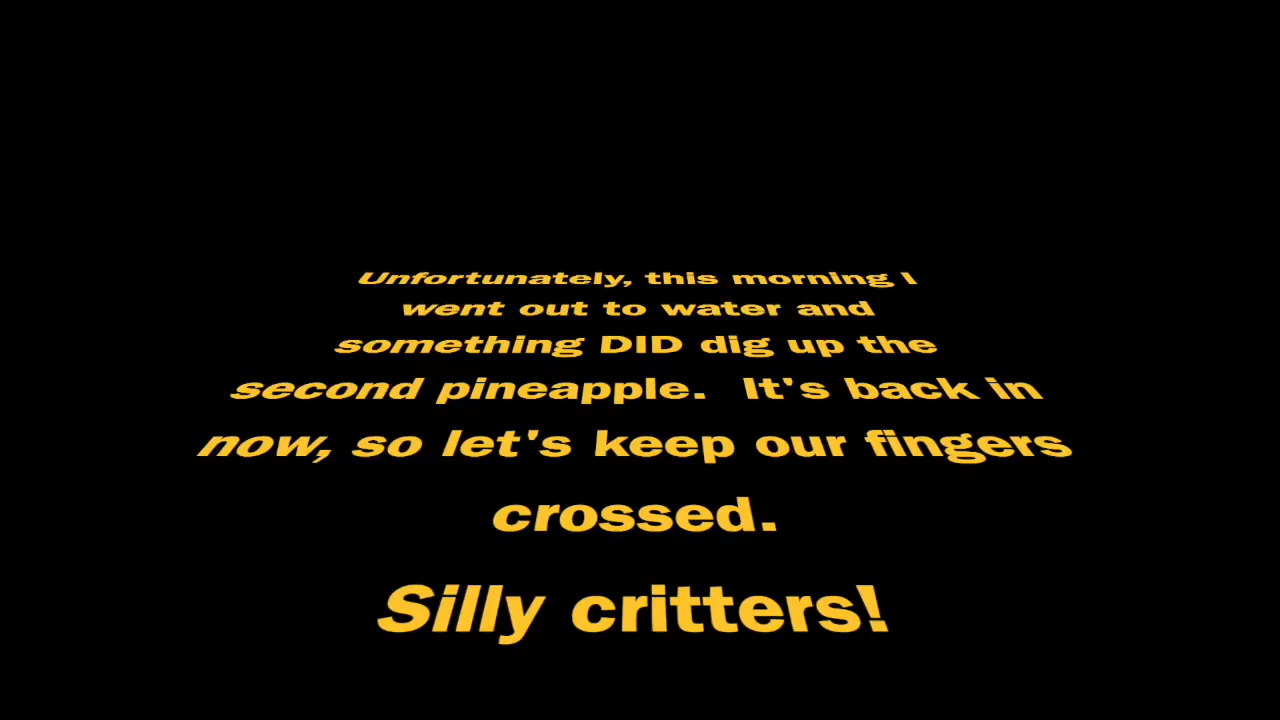 Unfortunately, this morning I
went out to water and
something DID dig up the
second pineapple.  It's back in
now, so let's keep our fingers
crossed.
Silly critters!